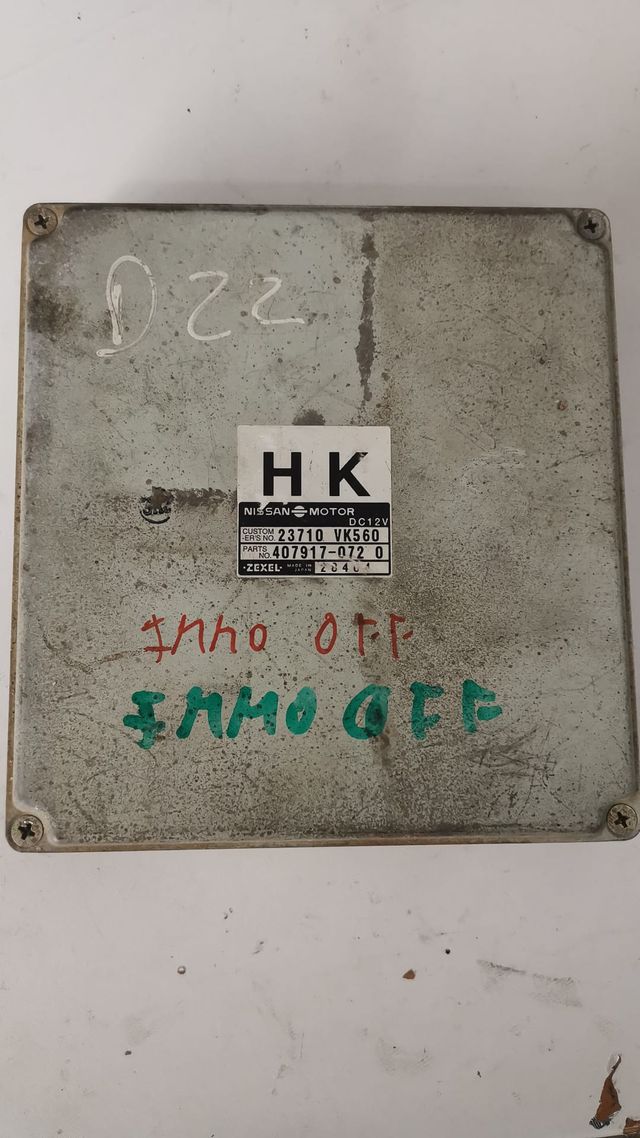 D22
HK
NISSAN MOTOR
DC12V
CUSTOM-ER'S NO. 23710 VK560
PARTS NO. 407917-072 0
·ZEXEL· MADE IN JAPAN
IMMO OFF
IMMO OFF